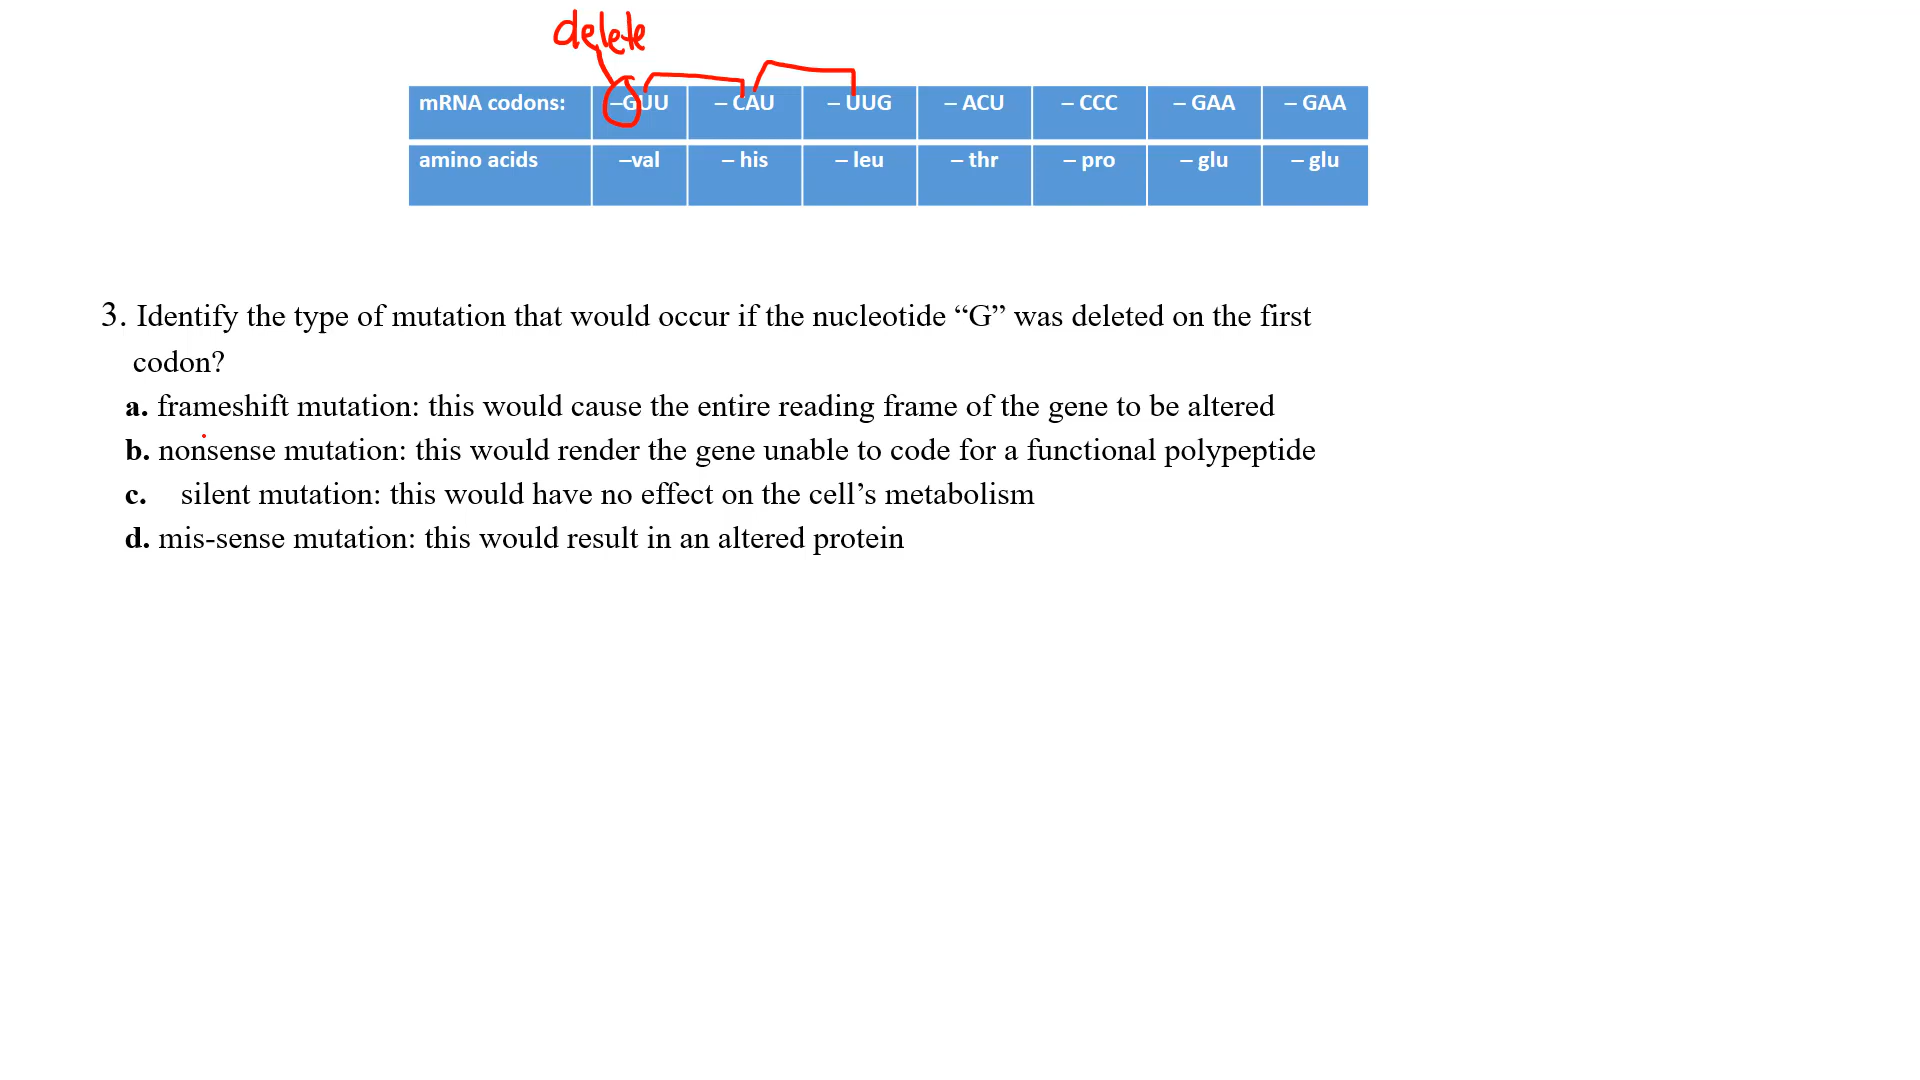 delete
mRNA codons: –GUU – CAU – UUG – ACU – CCC – GAA – GAA
amino acids –val – his – leu – thr – pro – glu – glu
3. Identify the type of mutation that would occur if the nucleotide “G” was deleted on the first
codon?
a. frameshift mutation: this would cause the entire reading frame of the gene to be altered
b. nonsense mutation: this would render the gene unable to code for a functional polypeptide
c. silent mutation: this would have no effect on the cell’s metabolism
d. mis-sense mutation: this would result in an altered protein